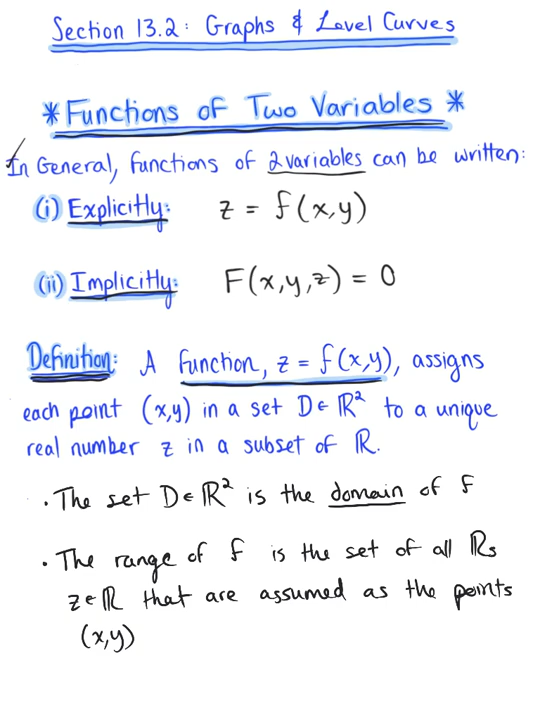 Section 13.2: Graphs & Level Curves
* Functions of Two Variables *
In General, functions of 2 variables can be written:
(i) Explicitly: z = f(x,y)
(ii) Implicitly: F(x,y,z) = 0
Definition: A function, z = f(x,y), assigns
each point (x,y) in a set D∈ℝ² to a unique
real number z in a subset of ℝ.
• The set D∈ℝ² is the domain of f
• The range of f is the set of all ℝs
z∈ℝ that are assumed as the points
(x,y)